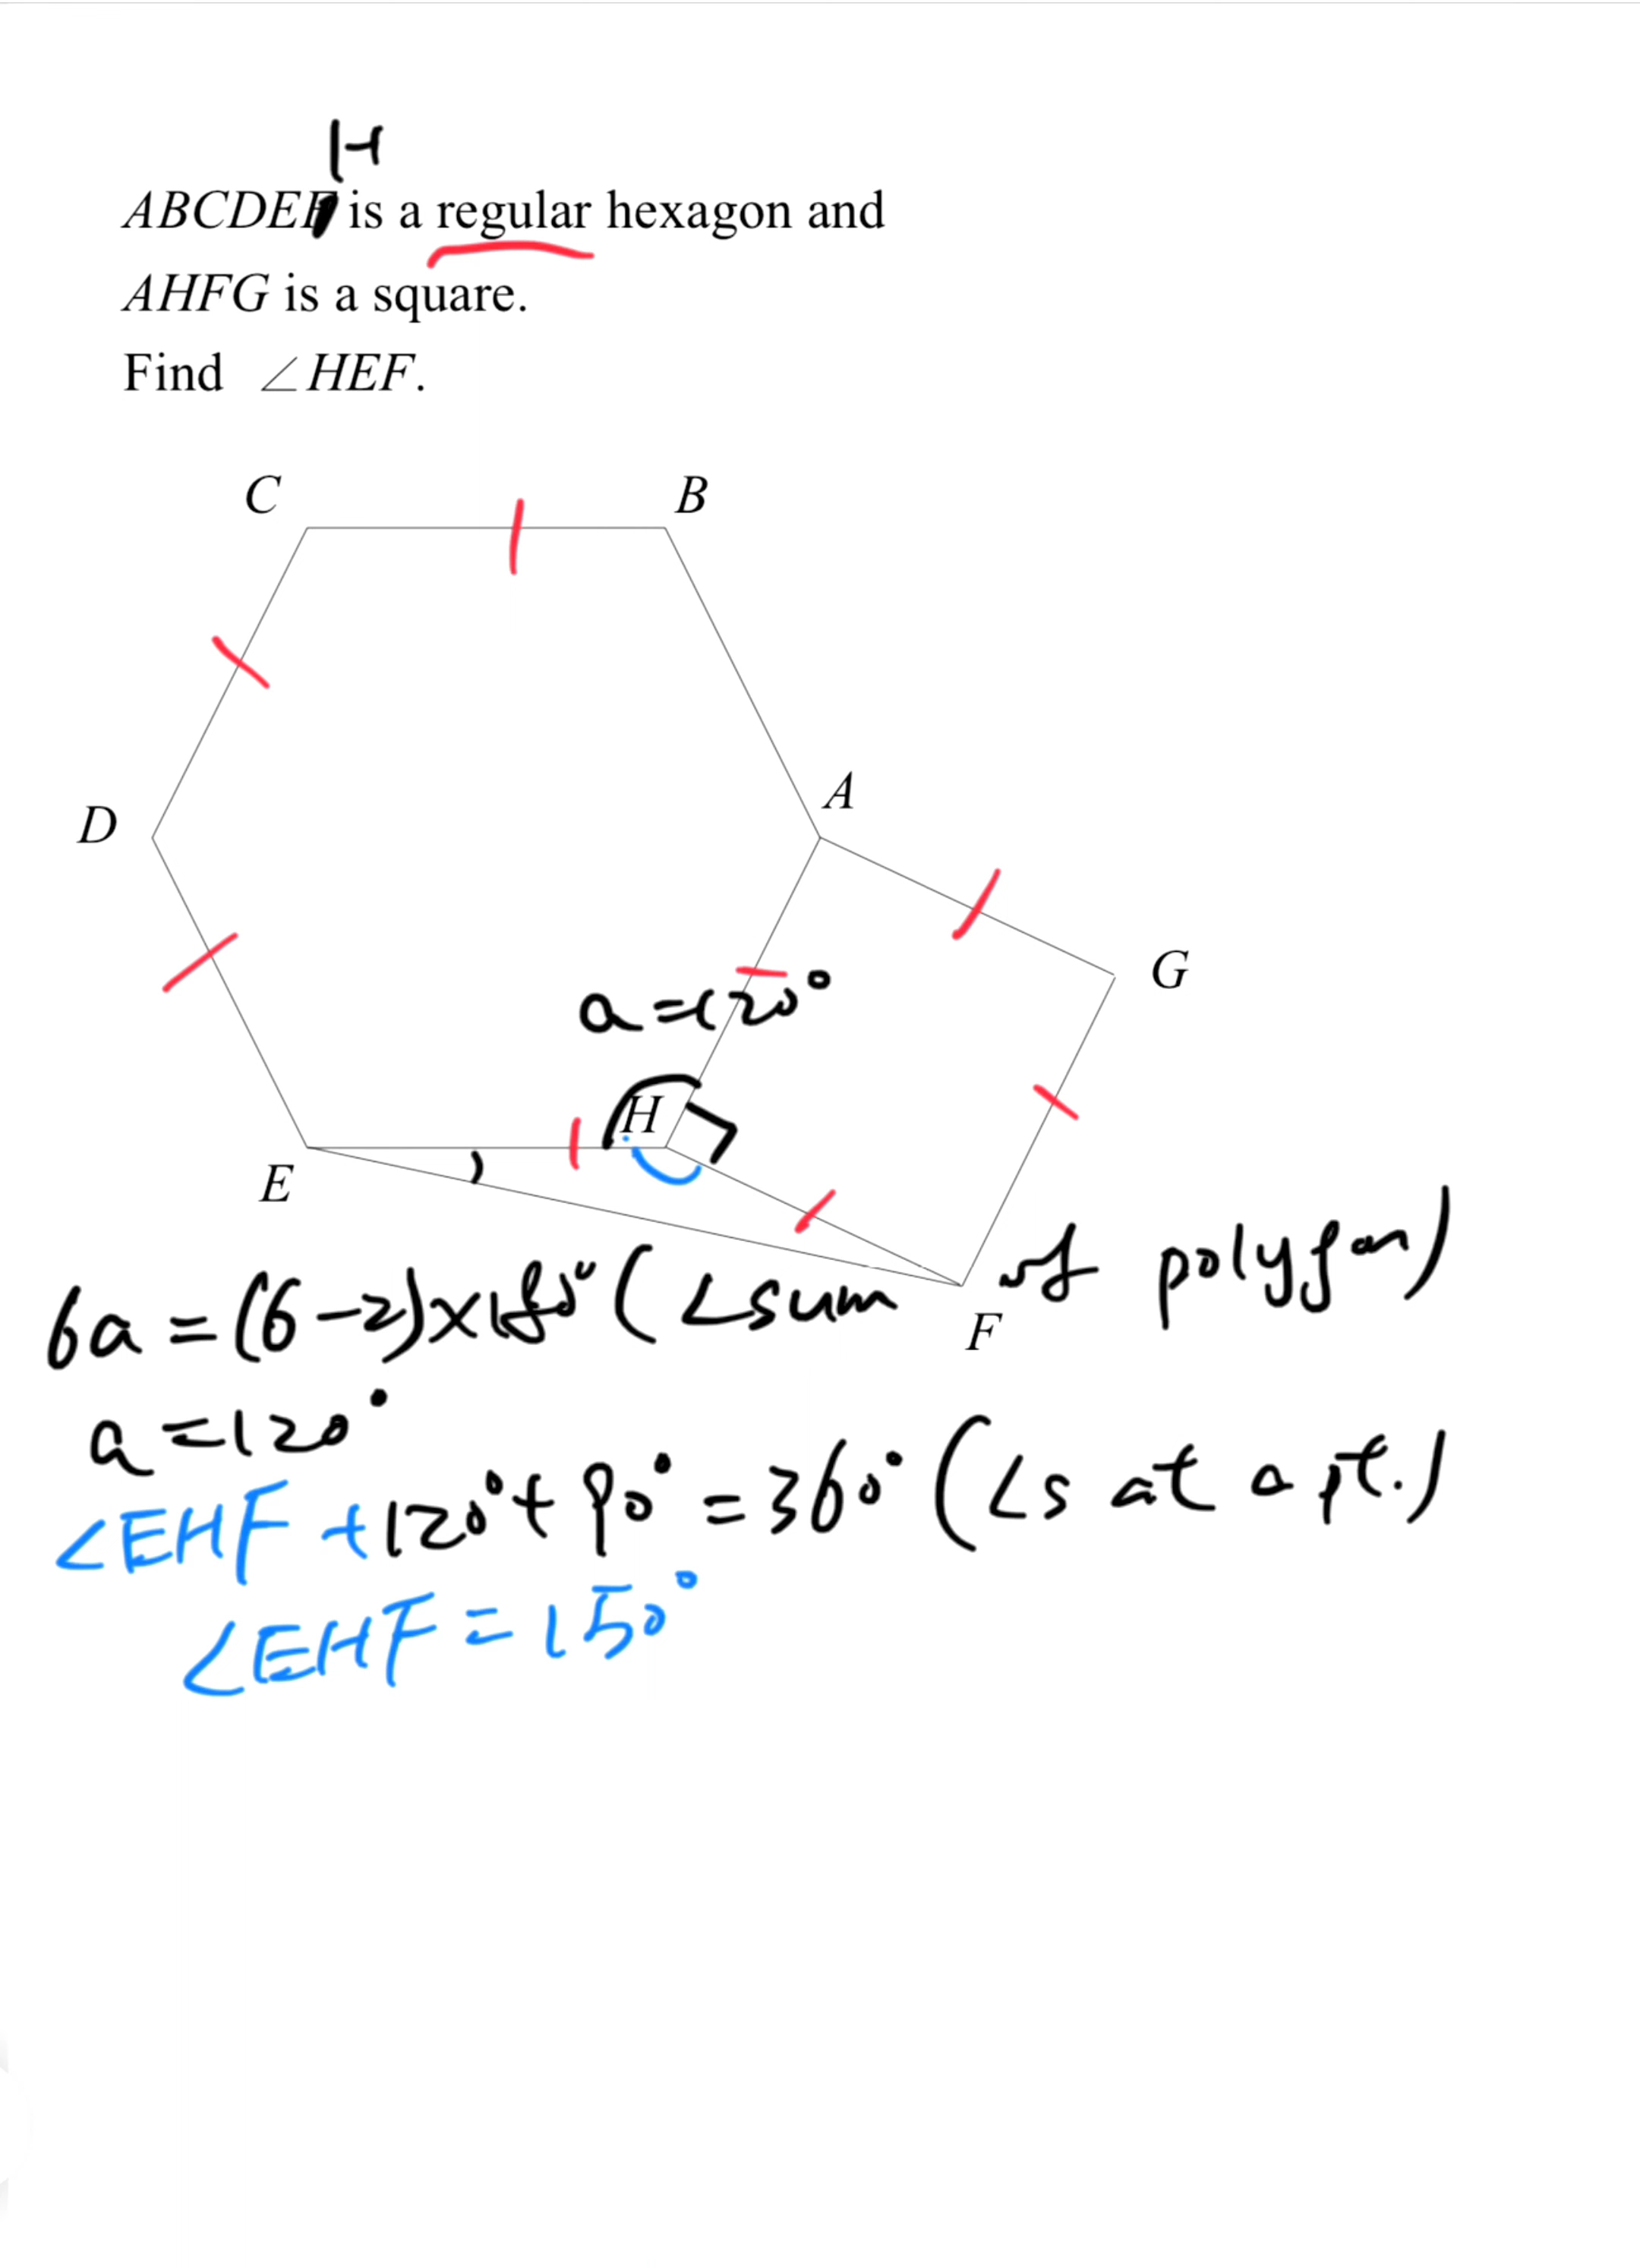 H
ABCDEF is a regular hexagon and
AHFG is a square.
Find ∠HEF.
C
B
D
A
G
a=120°
H
E
F
6a=(6-2)×180° (∠sum of polygon)
a=120°
∠EHF+120°+90°=360° (∠s at a pt.)
∠EHF=150°